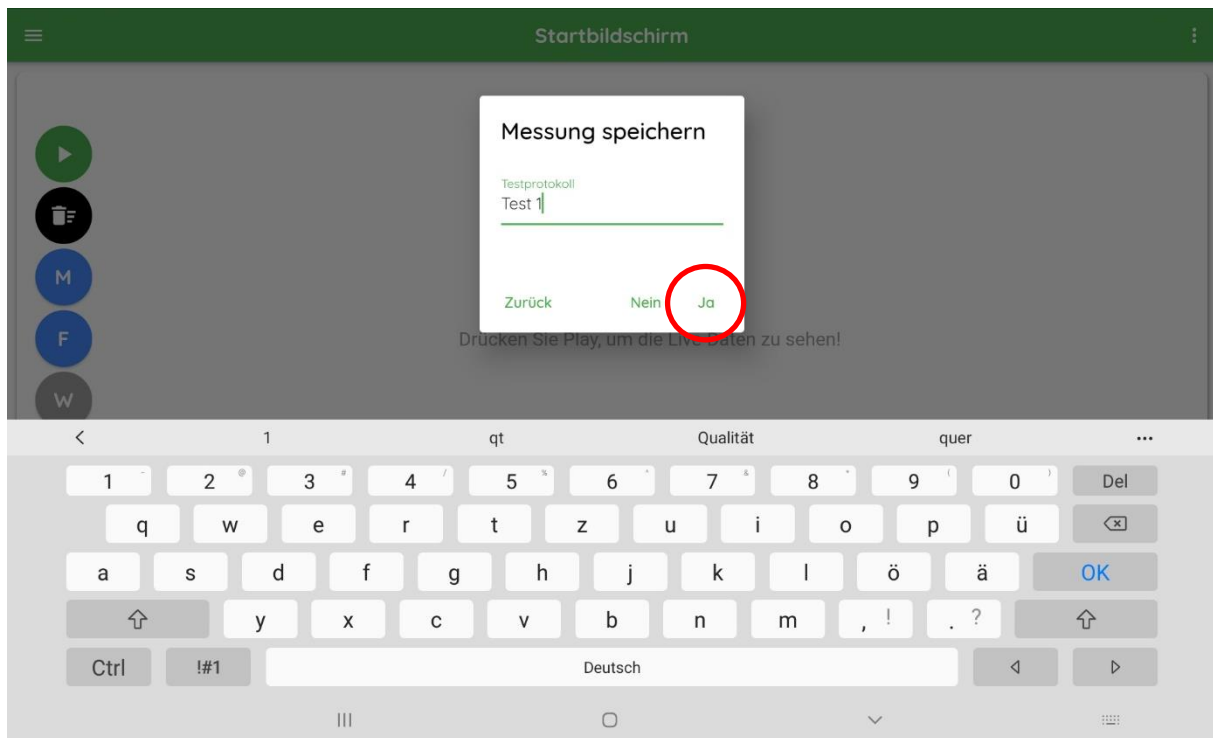 Startbildschirm
Messung speichern
Testprotokoll
Test 1
Zurück Nein Ja
Drücken Sie Play, um die Live Daten zu sehen!
M
F
W
1 qt Qualität quer ...
1 - 2 @ 3 # 4 / 5 % 6 ^ 7 & 8 * 9 ( 0 ) Del
q w e r t z u i o p ü
a s d f g h j k l ö ä OK
y x c v b n m , ! . ?
Ctrl !#1 Deutsch